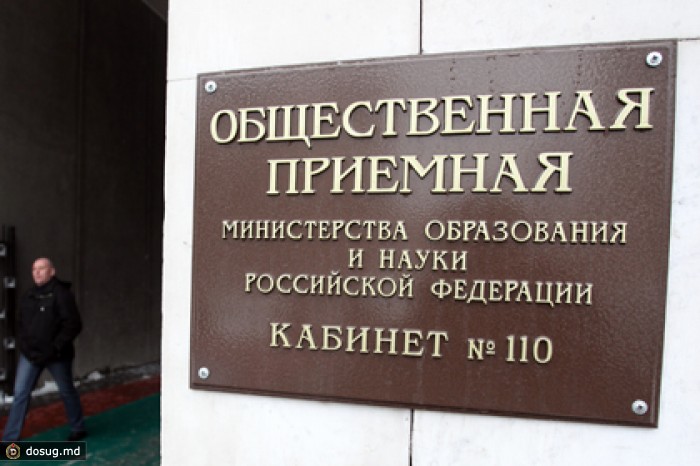 ОБЩЕСТВЕННАЯ
ПРИЕМНАЯ
МИНИСТЕРСТВА ОБРАЗОВАНИЯ
И НАУКИ
РОССИЙСКОЙ ФЕДЕРАЦИИ
КАБИНЕТ № 110
dosug.md